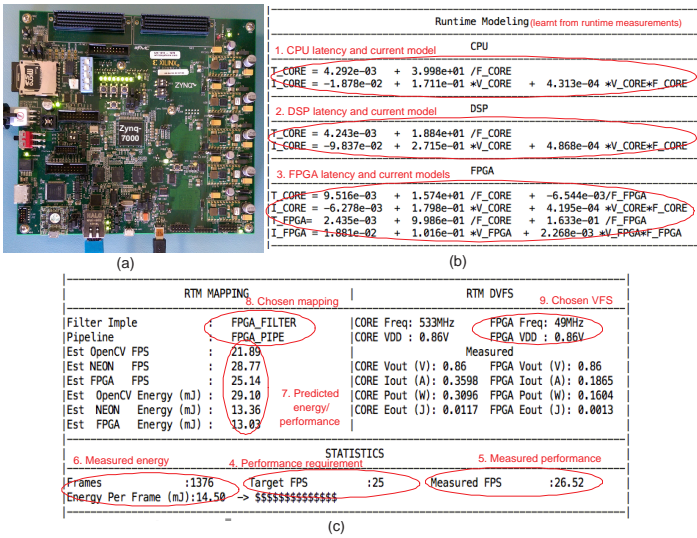 XILINX
ZYNQ
Zynq-
7000
(a)
Runtime Modeling(learnt from runtime measurements)
1. CPU latency and current model
CPU
T_CORE = 4.292e-03 + 3.998e+01 /F_CORE
I_CORE = -1.878e-02 + 1.711e-01 *V_CORE + 4.313e-04 *V_CORE*F_CORE
2. DSP latency and current model
DSP
T_CORE = 4.243e-03 + 1.884e+01 /F_CORE
I_CORE = -9.837e-02 + 2.715e-01 *V_CORE + 4.868e-04 *V_CORE*F_CORE
3. FPGA latency and current models
FPGA
T_CORE = 9.516e-03 + 1.574e+01 /F_CORE + -6.544e-03/F_FPGA
I_CORE = -6.278e-03 + 1.798e-01 *V_CORE + 4.195e-04 *V_CORE*F_CORE
T_FPGA= 2.435e-03 + 9.986e-01 /F_CORE + 1.633e-01 /F_FPGA
I_FPGA = 1.881e-02 + 1.016e-01 *V_FPGA + 2.268e-03 *V_FPGA*F_FPGA
(b)
RTM MAPPING | RTM DVFS
8. Chosen mapping 9. Chosen VFS
Filter Imple : FPGA_FILTER |CORE Freq: 533MHz FPGA Freq: 49MHz
Pipeline : FPGA_PIPE |CORE VDD : 0.86V FPGA VDD : 0.86V
Est OpenCV FPS : 21.89 | Measured
Est NEON FPS : 28.77 |CORE Vout (V): 0.86 FPGA Vout (V): 0.86
Est FPGA FPS : 25.14 |CORE Iout (A): 0.3598 FPGA Iout (A): 0.1865
Est OpenCV Energy (mJ) : 29.10 |CORE Pout (W): 0.3096 FPGA Pout (W): 0.1604
Est NEON Energy (mJ) : 13.36 |CORE Eout (J): 0.0117 FPGA Eout (J): 0.0013
Est FPGA Energy (mJ) : 13.03
7. Predicted
energy/
performance
STATISTICS
6. Measured energy 4. Performance requirement 5. Measured performance
Frames :1376 Target FPS :25 Measured FPS :26.52
Energy Per Frame (mJ):14.50 -> $$$$$$$$$$$$$$
(c)